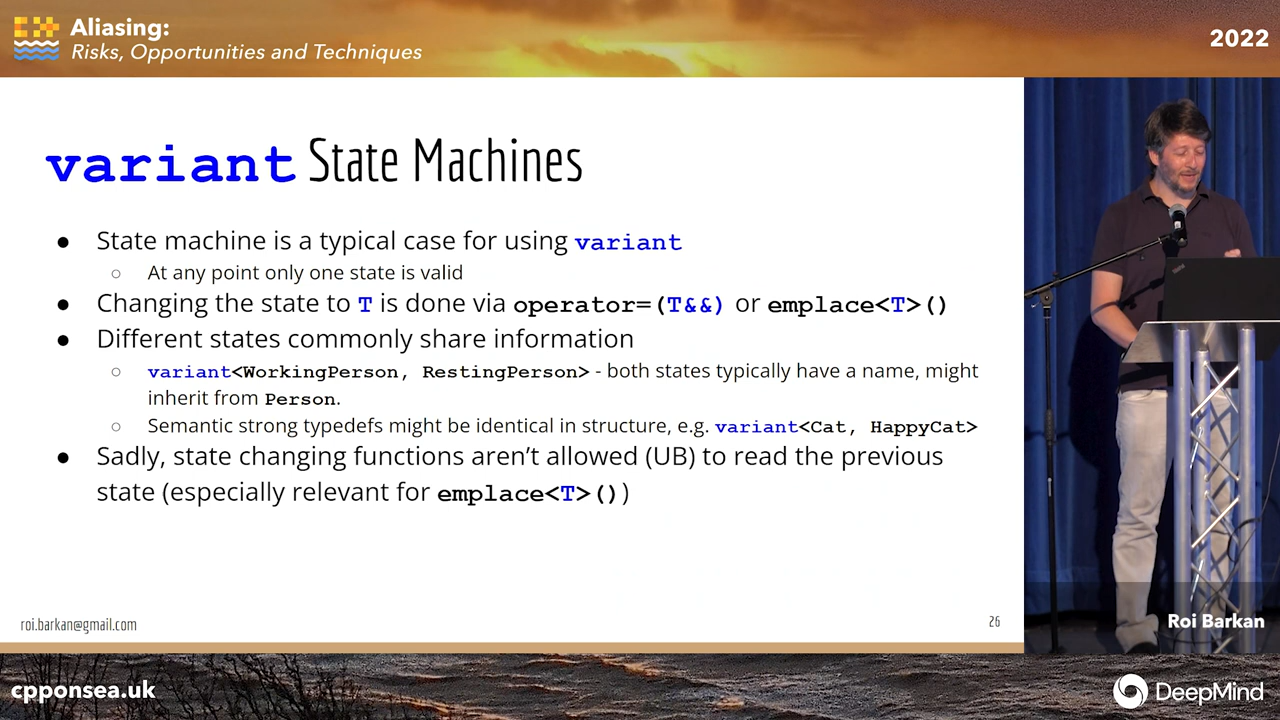 Aliasing:
Risks, Opportunities and Techniques
2022
variant State Machines
● State machine is a typical case for using variant
○ At any point only one state is valid
● Changing the state to T is done via operator=(T&&) or emplace<T>()
● Different states commonly share information
○ variant<WorkingPerson, RestingPerson> - both states typically have a name, might
inherit from Person.
○ Semantic strong typedefs might be identical in structure, e.g. variant<Cat, HappyCat>
● Sadly, state changing functions aren't allowed (UB) to read the previous
state (especially relevant for emplace<T>())
roi.barkan@gmail.com
26
Roi Barkan
cpponsea.uk
DeepMind